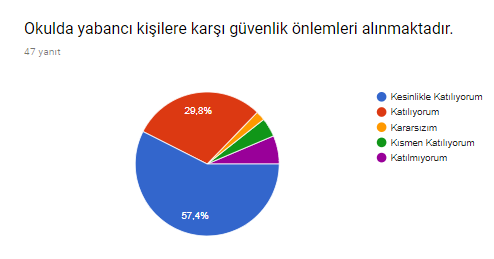 Okulda yabancı kişilere karşı güvenlik önlemleri alınmaktadır.
47 yanıt
Kesinlikle Katılıyorum
Katılıyorum
Kararsızım
Kısmen Katılıyorum
Katılmıyorum
29,8%
57,4%